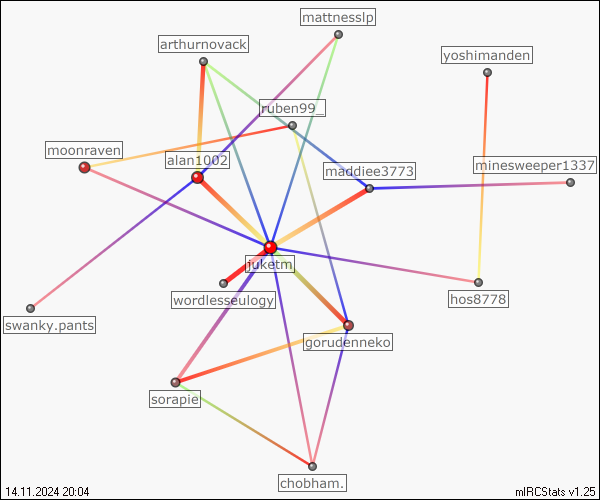 mattnesslp
arthurnovack
yoshimanden
ruben99_
moonraven
alan1002
maddiee3773
minesweeper1337
juketm
wordlesseulogy
hos8778
swanky.pants
gorudenneko
sorapie
chobham.
14.11.2024 20:04
mIRCStats v1.25